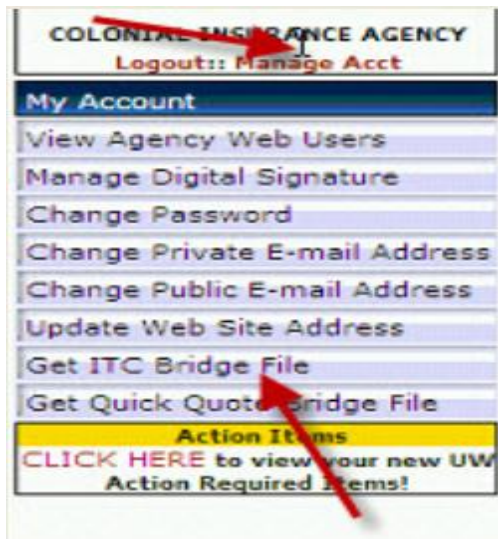 COLONIAL INSURANCE AGENCY
Logout:: Manage Acct
My Account
View Agency Web Users
Manage Digital Signature
Change Password
Change Private E-mail Address
Change Public E-mail Address
Update Web Site Address
Get ITC Bridge File
Get Quick Quote Bridge File
Action Items
CLICK HERE to view your new UW
Action Required Items!